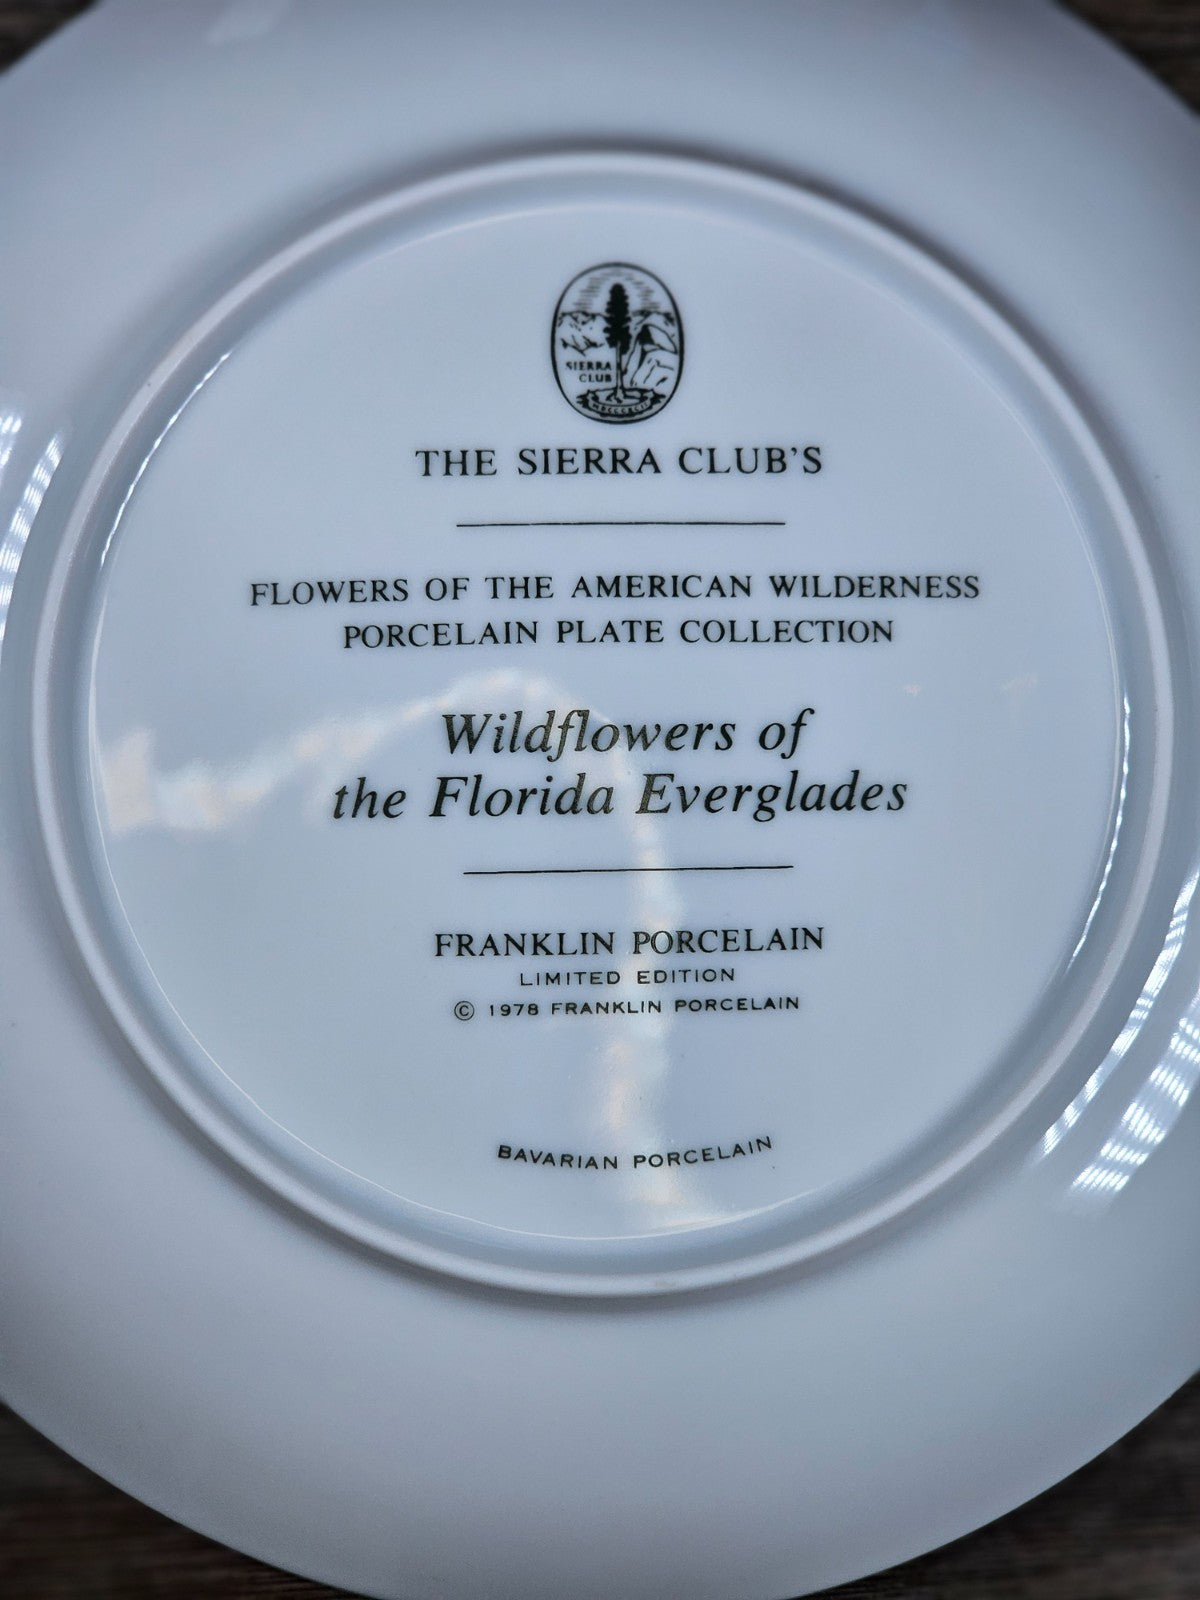 SIERRA
CLUB
MDCCCXCII
THE SIERRA CLUB'S
FLOWERS OF THE AMERICAN WILDERNESS
PORCELAIN PLATE COLLECTION
Wildflowers of
the Florida Everglades
FRANKLIN PORCELAIN
LIMITED EDITION
© 1978 FRANKLIN PORCELAIN
BAVARIAN PORCELAIN